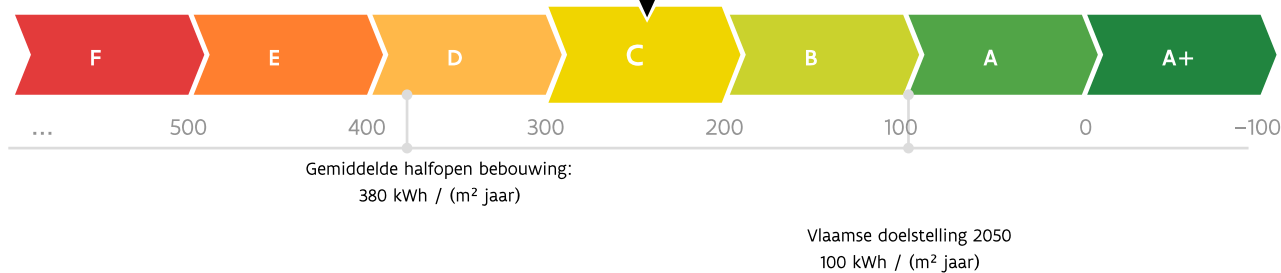 F E D C B A A+
... 500 400 300 200 100 0 −100
Gemiddelde halfopen bebouwing:
380 kWh / (m² jaar)
Vlaamse doelstelling 2050
100 kWh / (m² jaar)